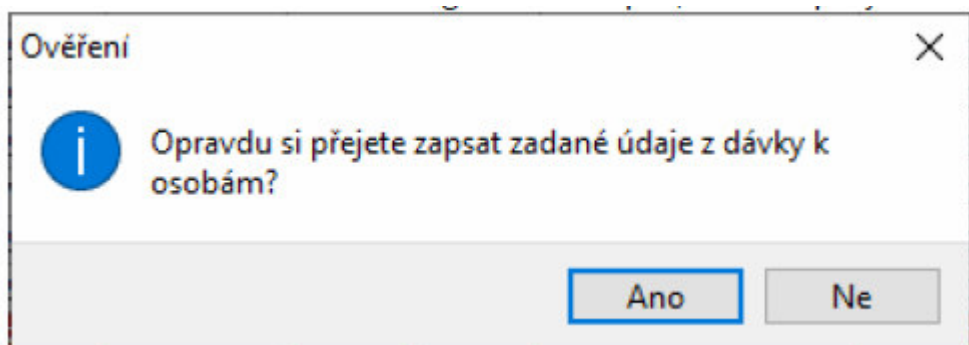 Ověření
Opravdu si přejete zapsat zadané údaje z dávky k
osobám?
Ano
Ne